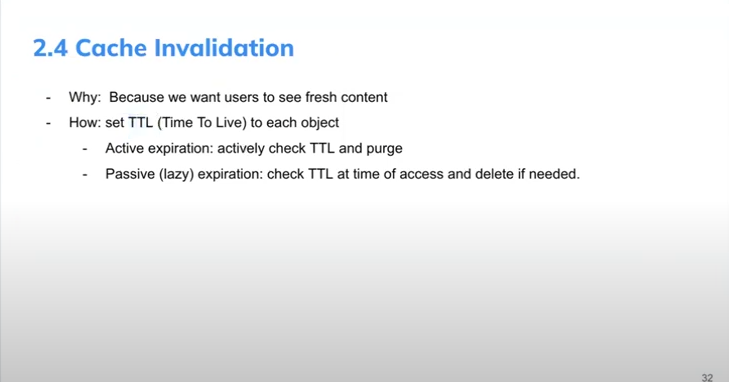 2.4 Cache Invalidation
- Why:  Because we want users to see fresh content
- How: set TTL (Time To Live) to each object
- Active expiration: actively check TTL and purge
- Passive (lazy) expiration: check TTL at time of access and delete if needed.
32